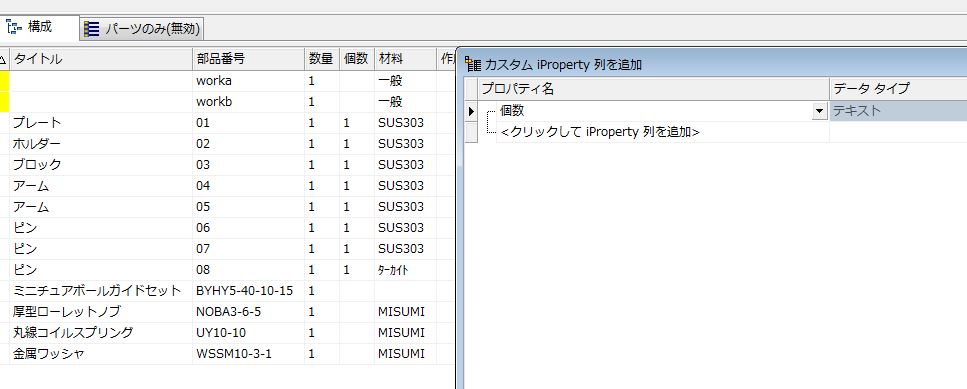 構成 パーツのみ(無効)
タイトル 部品番号 数量 個数 材料
カスタム iProperty 列を追加
プロパティ名 データ タイプ
個数 テキスト
<クリックして iProperty 列を追加>
worka 1 一般
workb 1 一般
プレート 01 1 1 SUS303
ホルダー 02 1 1 SUS303
ブロック 03 1 1 SUS303
アーム 04 1 1 SUS303
アーム 05 1 1 SUS303
ピン 06 1 1 SUS303
ピン 07 1 1 SUS303
ピン 08 1 1 ﾀｰｶｲﾄ
ミニチュアボールガイドセット BYHY5-40-10-15 1
厚型ローレットノブ NOBA3-6-5 1 MISUMI
丸線コイルスプリング UY10-10 1 MISUMI
金属ワッシャ WSSM10-3-1 1 MISUMI